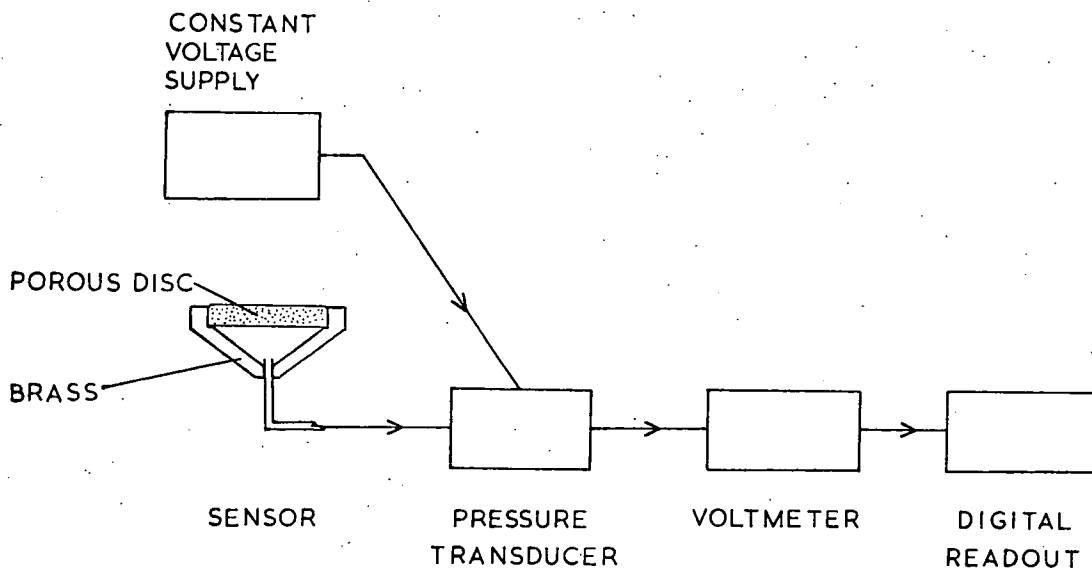 CONSTANT
VOLTAGE
SUPPLY
POROUS DISC
BRASS
SENSOR
PRESSURE
TRANSDUCER
VOLTMETER
DIGITAL
READOUT